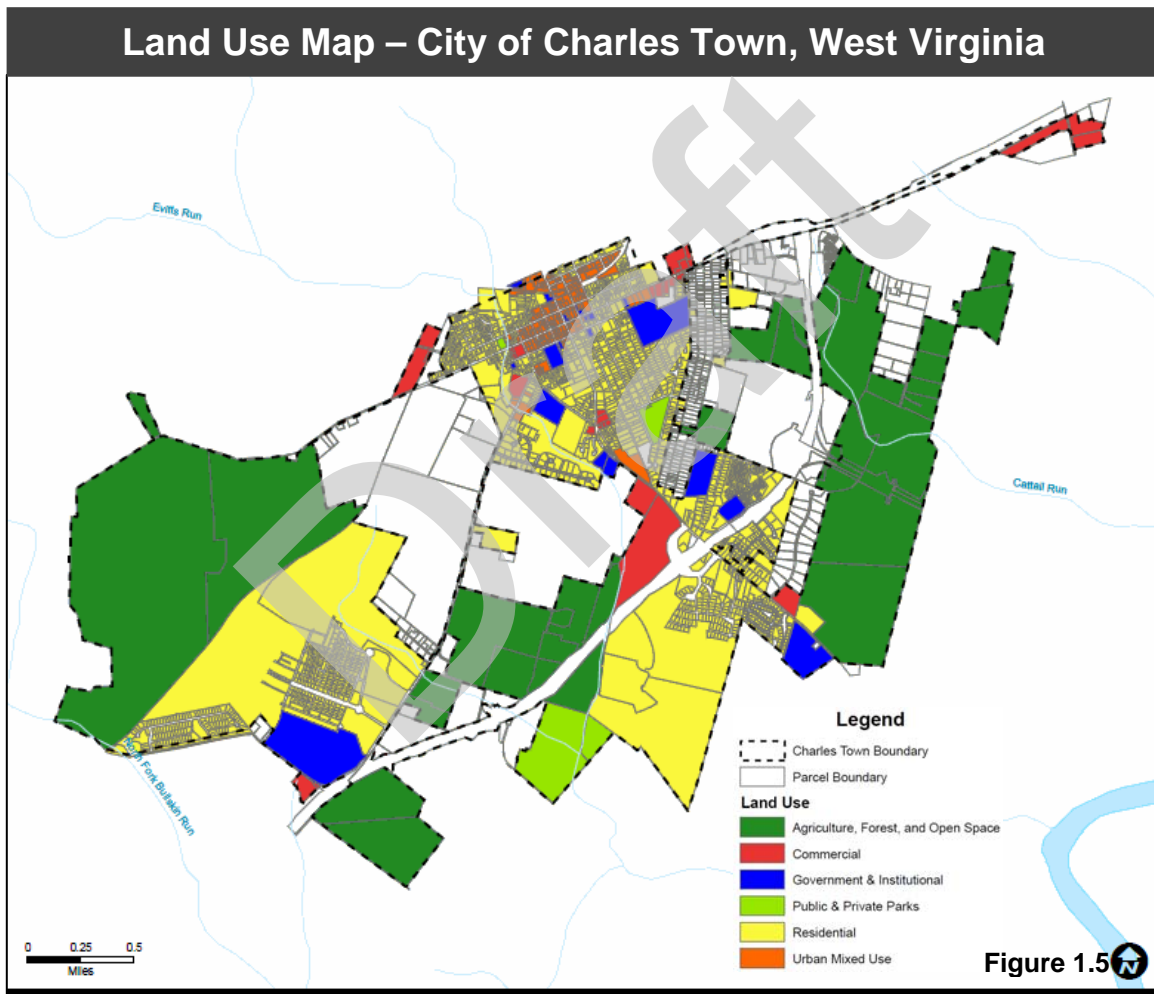 Land Use Map – City of Charles Town, West Virginia
Draft
Evitts Run
Cattail Run
North Fork Bullskin Run
Legend
Charles Town Boundary
Parcel Boundary
Land Use
Agriculture, Forest, and Open Space
Commercial
Government & Institutional
Public & Private Parks
Residential
Urban Mixed Use
0 0.25 0.5
Miles
Figure 1.5
N